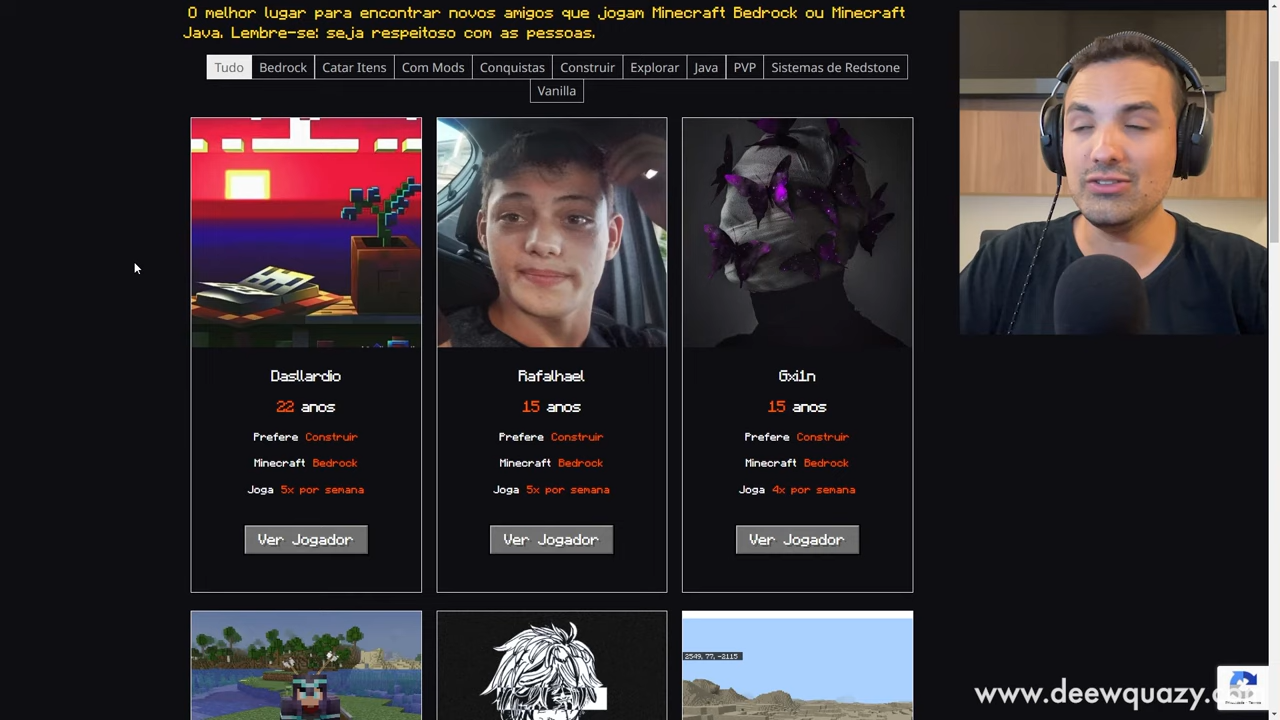 O melhor lugar para encontrar novos amigos que jogam Minecraft Bedrock ou Minecraft
Java. Lembre-se: seja respeitoso com as pessoas.
Tudo Bedrock Catar Itens Com Mods Conquistas Construir Explorar Java PVP Sistemas de Redstone
Vanilla
Dasllardio Rafalhael Gxi1n
22 anos 15 anos 15 anos
Prefere Construir Prefere Construir Prefere Construir
Minecraft Bedrock Minecraft Bedrock Minecraft Bedrock
Joga 5x por semana Joga 5x por semana Joga 4x por semana
Ver Jogador Ver Jogador Ver Jogador
2549, 77, -2115
www.deewquazy.